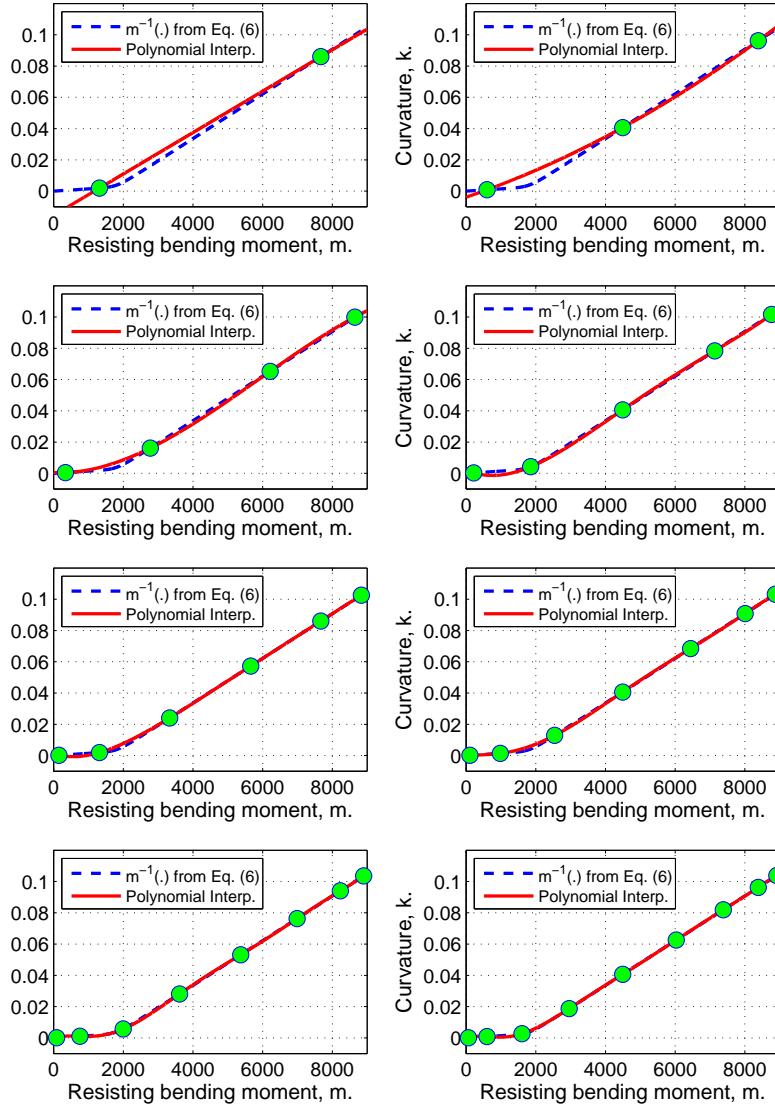 m⁻¹(.) from Eq. (6)
Polynomial Interp.
0.1
0.08
0.06
0.04
0.02
0
0 2000 4000 6000 8000
Resisting bending moment, m.
m⁻¹(.) from Eq. (6)
Polynomial Interp.
Curvature, k.
0.1
0.08
0.06
0.04
0.02
0
0 2000 4000 6000 8000
Resisting bending moment, m.
m⁻¹(.) from Eq. (6)
Polynomial Interp.
0.1
0.08
0.06
0.04
0.02
0
0 2000 4000 6000 8000
Resisting bending moment, m.
m⁻¹(.) from Eq. (6)
Polynomial Interp.
Curvature, k.
0.1
0.08
0.06
0.04
0.02
0
0 2000 4000 6000 8000
Resisting bending moment, m.
m⁻¹(.) from Eq. (6)
Polynomial Interp.
0.1
0.08
0.06
0.04
0.02
0
0 2000 4000 6000 8000
Resisting bending moment, m.
m⁻¹(.) from Eq. (6)
Polynomial Interp.
Curvature, k.
0.1
0.08
0.06
0.04
0.02
0
0 2000 4000 6000 8000
Resisting bending moment, m.
m⁻¹(.) from Eq. (6)
Polynomial Interp.
0.1
0.08
0.06
0.04
0.02
0
0 2000 4000 6000 8000
Resisting bending moment, m.
m⁻¹(.) from Eq. (6)
Polynomial Interp.
Curvature, k.
0.1
0.08
0.06
0.04
0.02
0
0 2000 4000 6000 8000
Resisting bending moment, m.